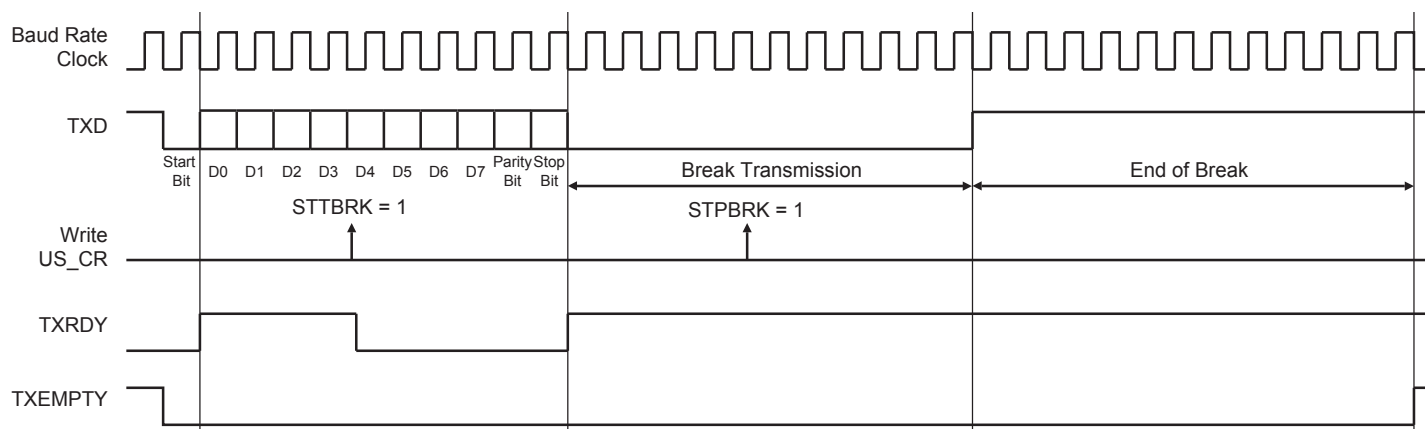 Baud Rate
Clock
TXD
Start
Bit
D0 D1 D2 D3 D4 D5 D6 D7
Parity
Bit
Stop
Bit
Break Transmission
End of Break
STTBRK = 1
STPBRK = 1
Write
US_CR
TXRDY
TXEMPTY